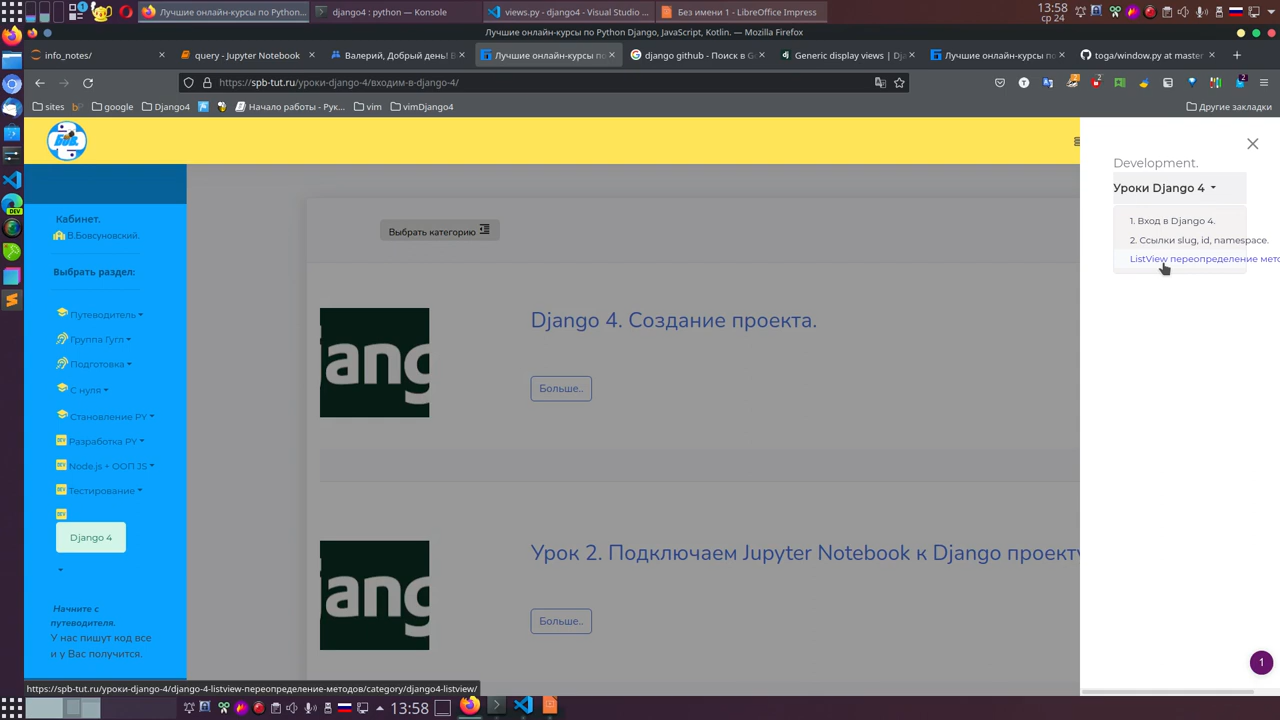 Лучшие онлайн-курсы по Python...
django4 : python — Konsole
views.py - django4 - Visual Studio ...
Без имени 1 - LibreOffice Impress
13:58
ср 24
Лучшие онлайн-курсы по Python Django, JavaScript, Kotlin. — Mozilla Firefox
info_notes/
query - Jupyter Notebook
Валерий, Добрый день! В
Лучшие онлайн-курсы по
django github - Поиск в G
Generic display views | Dja
Лучшие онлайн-курсы по
toga/window.py at master
https://spb-tut.ru/уроки-django-4/входим-в-django-4/
sites
google
Django4
Начало работы - Рук...
vim
vimDjango4
Другие закладки
Development.
Уроки Django 4
1. Вход в Django 4.
2. Ссылки slug, id, namespace.
ListView переопределение мето
Кабинет.
В.Бовсуновский.
Выбрать раздел:
Путеводитель
Группа Гугл
Подготовка
С нуля
Становление PY
Разработка PY
Node.js + ООП JS
Тестирование
Django 4
Начните с
путеводителя.
У нас пишут код все
и у Вас получится.
Выбрать категорию
Django 4. Создание проекта.
Больше..
Урок 2. Подключаем Jupyter Notebook к Django проекту
Больше..
1
https://spb-tut.ru/уроки-django-4/django-4-listview-переопределение-методов/category/django4-listview/
13:58